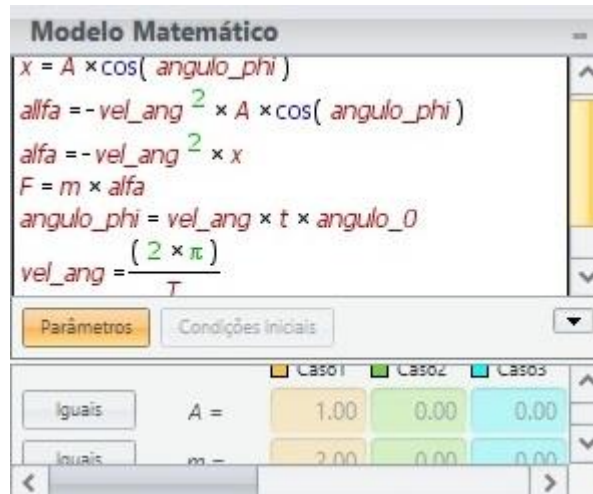 Modelo Matemático
x = A × cos( angulo_phi )
allfa = - vel_ang ² × A × cos( angulo_phi )
alfa = - vel_ang ² × x
F = m × alfa
angulo_phi = vel_ang × t × angulo_0
vel_ang = ( 2 × π ) / T
Parâmetros Condições Iniciais
Caso1 Caso2 Caso3
Iguais A = 1.00 0.00 0.00
Iguais m = 2.00 0.00 0.00